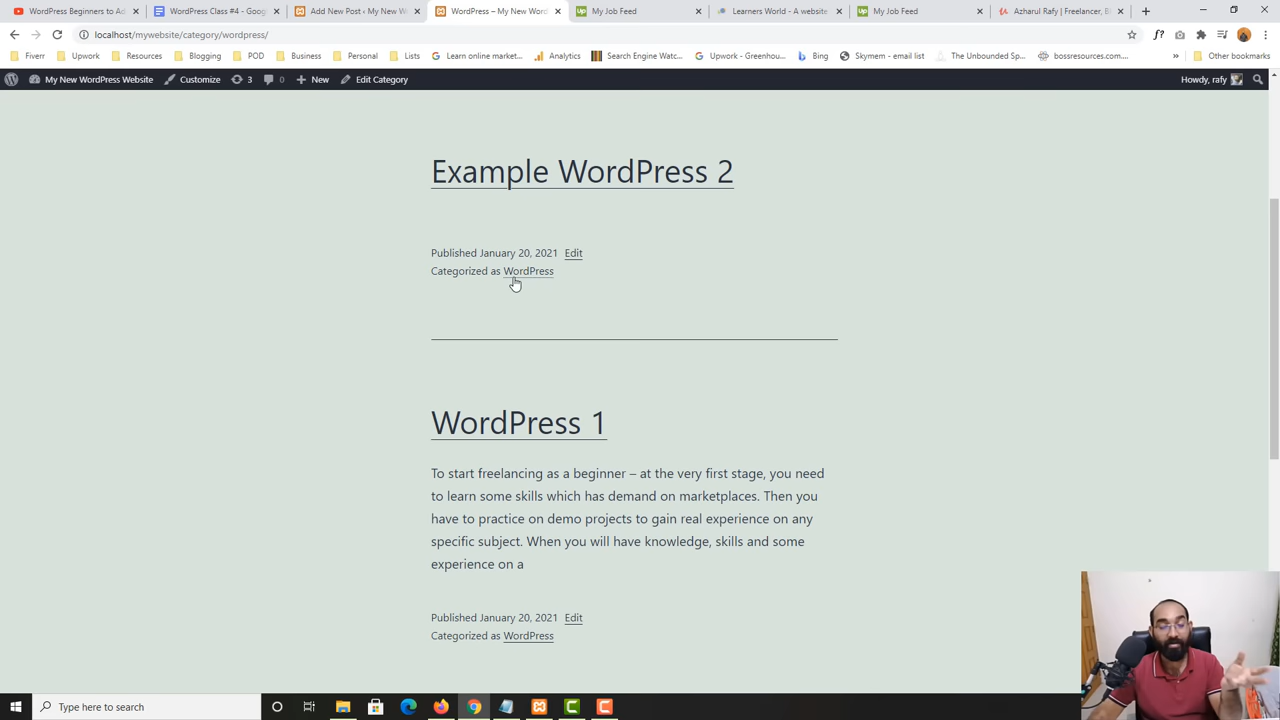 WordPress Beginners to Ad
WordPress Class #4 - Goog
Add New Post ‹ My New W
WordPress – My New Word
My Job Feed
Learners World - A website
My Job Feed
Azharul Rafy | Freelancer, B
localhost/mywebsite/category/wordpress/
Fiverr
Upwork
Resources
Blogging
POD
Business
Personal
Lists
Learn online market...
Analytics
Search Engine Watc...
Upwork - Greenhou...
Bing
Skymem - email list
The Unbounded Sp...
bossresources.com...
»
Other bookmarks
My New WordPress Website
Customize
3
0
New
Edit Category
Howdy, rafy
Example WordPress 2
Published January 20, 2021 Edit
Categorized as WordPress
WordPress 1
To start freelancing as a beginner – at the very first stage, you need
to learn some skills which has demand on marketplaces. Then you
have to practice on demo projects to gain real experience on any
specific subject. When you will have knowledge, skills and some
experience on a
Published January 20, 2021 Edit
Categorized as WordPress
Type here to search